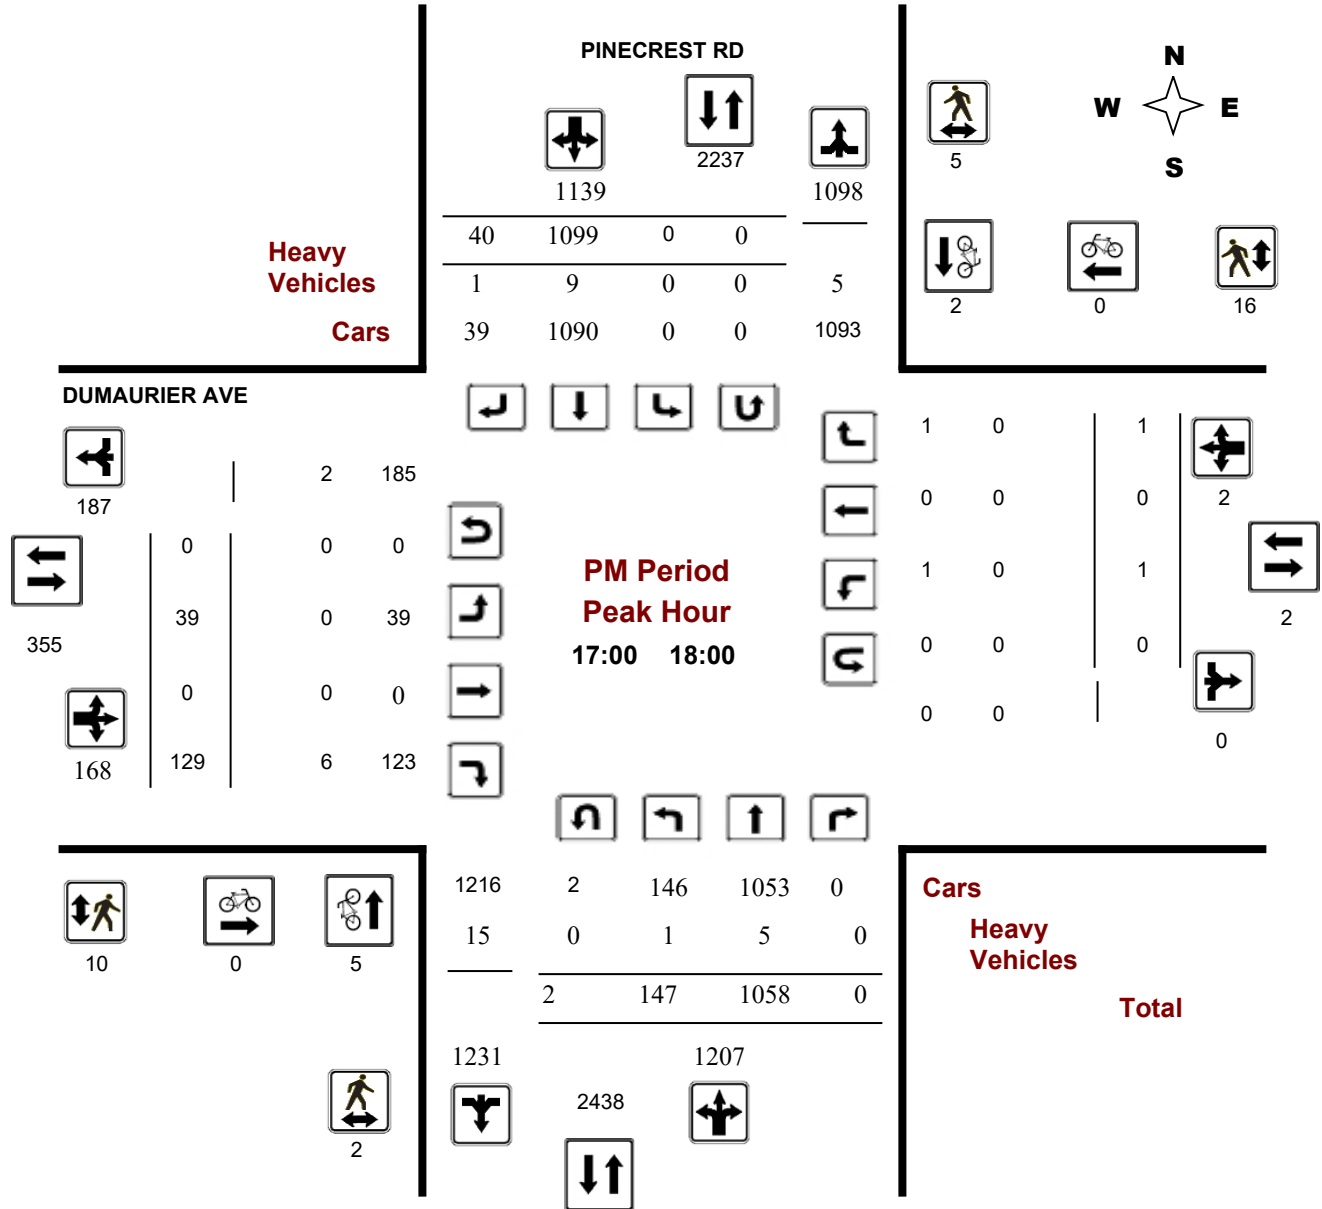 PINECREST RD
N
W E
S
2237
5
1139
1098
40 1099 0 0
Heavy
Vehicles
1 9 0 0 5
2 0 16
Cars
39 1090 0 0 1093
DUMAURIER AVE
1 0 1
2 185
187
0 0 0 2
0 0 0
PM Period
1 0 1
Peak Hour
39 0 39
2
355
17:00 18:00
0 0 0
0 0 0
0 0
0
168
129 6 123
1216 2 146 1053 0
Cars
15 0 1 5 0
Heavy
Vehicles
10 0 5
2 147 1058 0
Total
1231 1207
2438
2